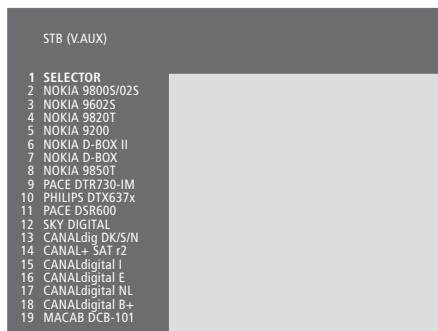 STB (V.AUX)
1 SELECTOR
2 NOKIA 9800S/02S
3 NOKIA 9602S
4 NOKIA 9820T
5 NOKIA 9200
6 NOKIA D-BOX II
7 NOKIA D-BOX
8 NOKIA 9850T
9 PACE DTR730-IM
10 PHILIPS DTX637x
11 PACE DSR600
12 SKY DIGITAL
13 CANALdig DK/S/N
14 CANAL+ SAT r2
15 CANALdigital I
16 CANALdigital E
17 CANALdigital NL
18 CANALdigital B+
19 MACAB DCB-101